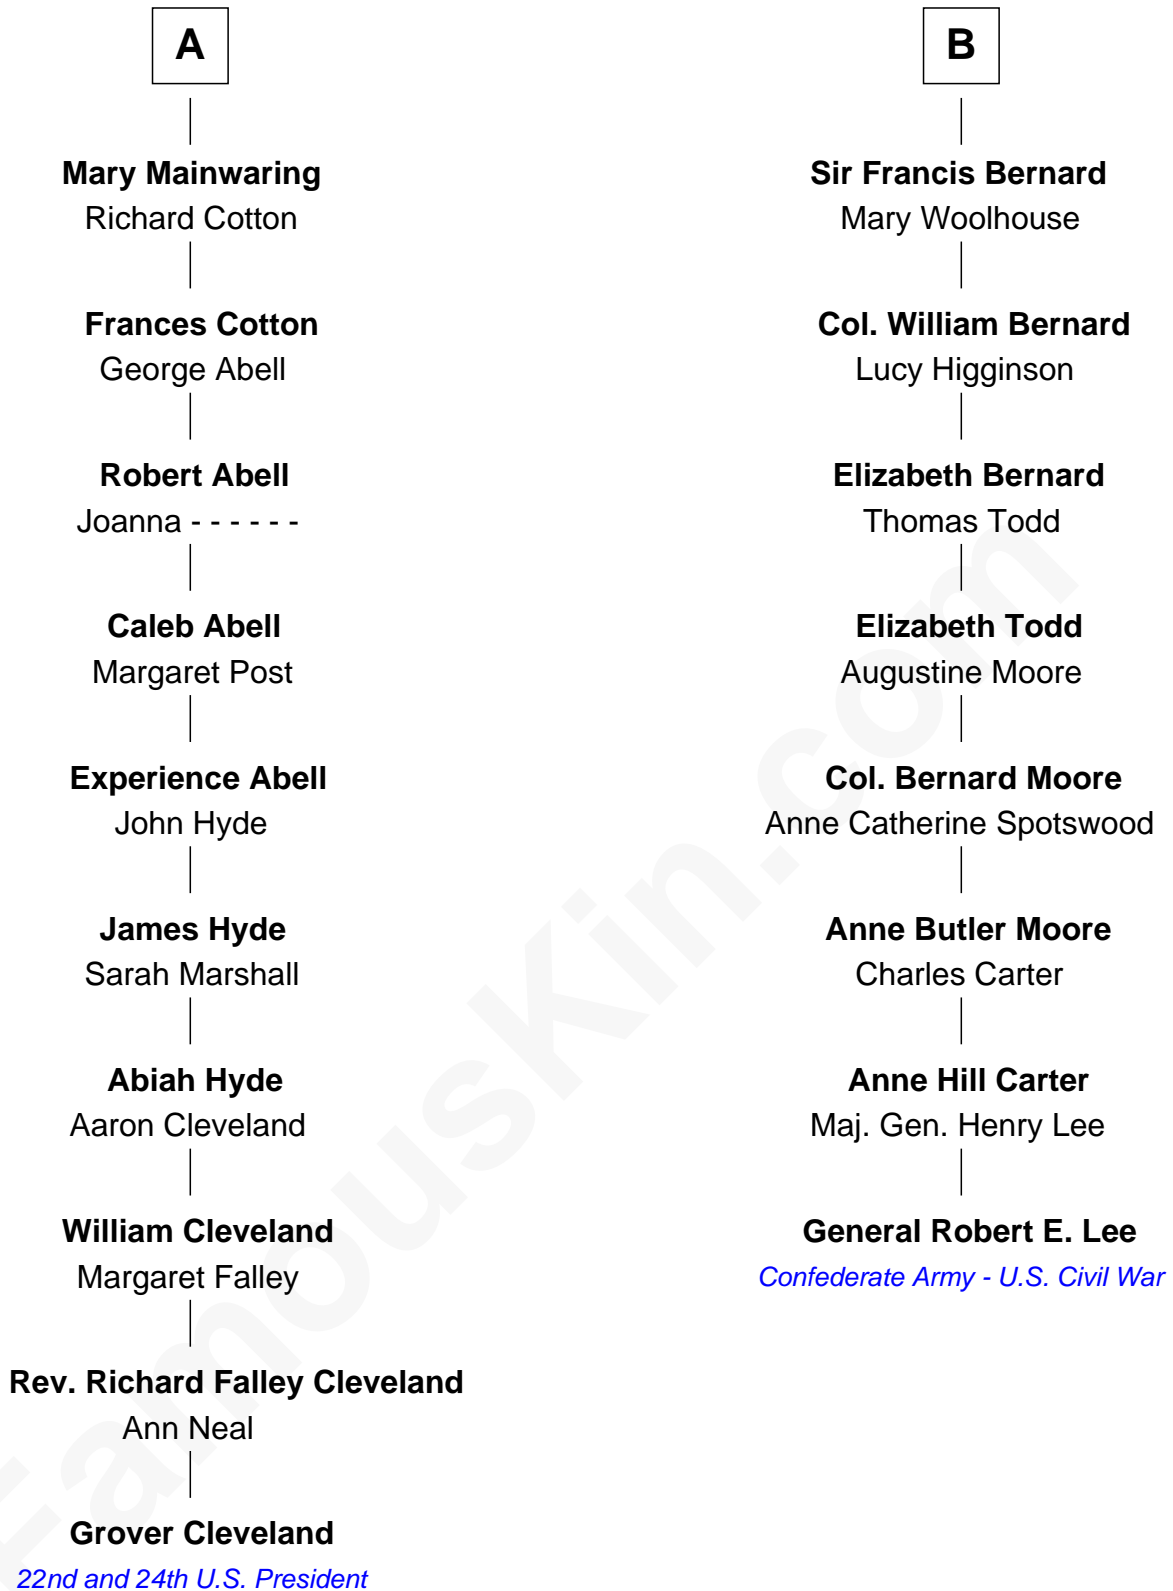 A
Mary Mainwaring
Richard Cotton
Frances Cotton
George Abell
Robert Abell
Joanna - - - - - -
Caleb Abell
Margaret Post
Experience Abell
John Hyde
James Hyde
Sarah Marshall
Abiah Hyde
Aaron Cleveland
William Cleveland
Margaret Falley
Rev. Richard Falley Cleveland
Ann Neal
Grover Cleveland
22nd and 24th U.S. President
B
Sir Francis Bernard
Mary Woolhouse
Col. William Bernard
Lucy Higginson
Elizabeth Bernard
Thomas Todd
Elizabeth Todd
Augustine Moore
Col. Bernard Moore
Anne Catherine Spotswood
Anne Butler Moore
Charles Carter
Anne Hill Carter
Maj. Gen. Henry Lee
General Robert E. Lee
Confederate Army - U.S. Civil War
FamousKin.com